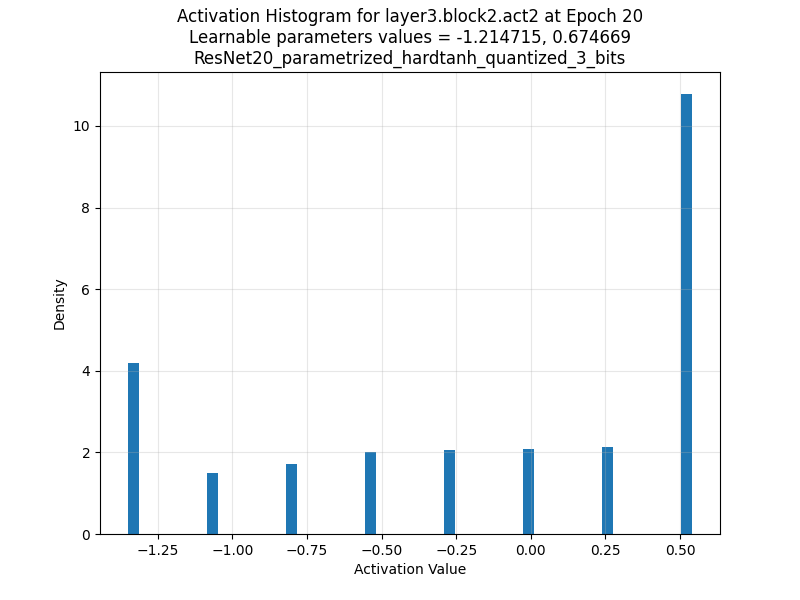 Activation Histogram for layer3.block2.act2 at Epoch 20
Learnable parameters values = -1.214715, 0.674669
ResNet20_parametrized_hardtanh_quantized_3_bits
10
8
6
4
2
0
Density
−1.25 −1.00 −0.75 −0.50 −0.25 0.00 0.25 0.50
Activation Value